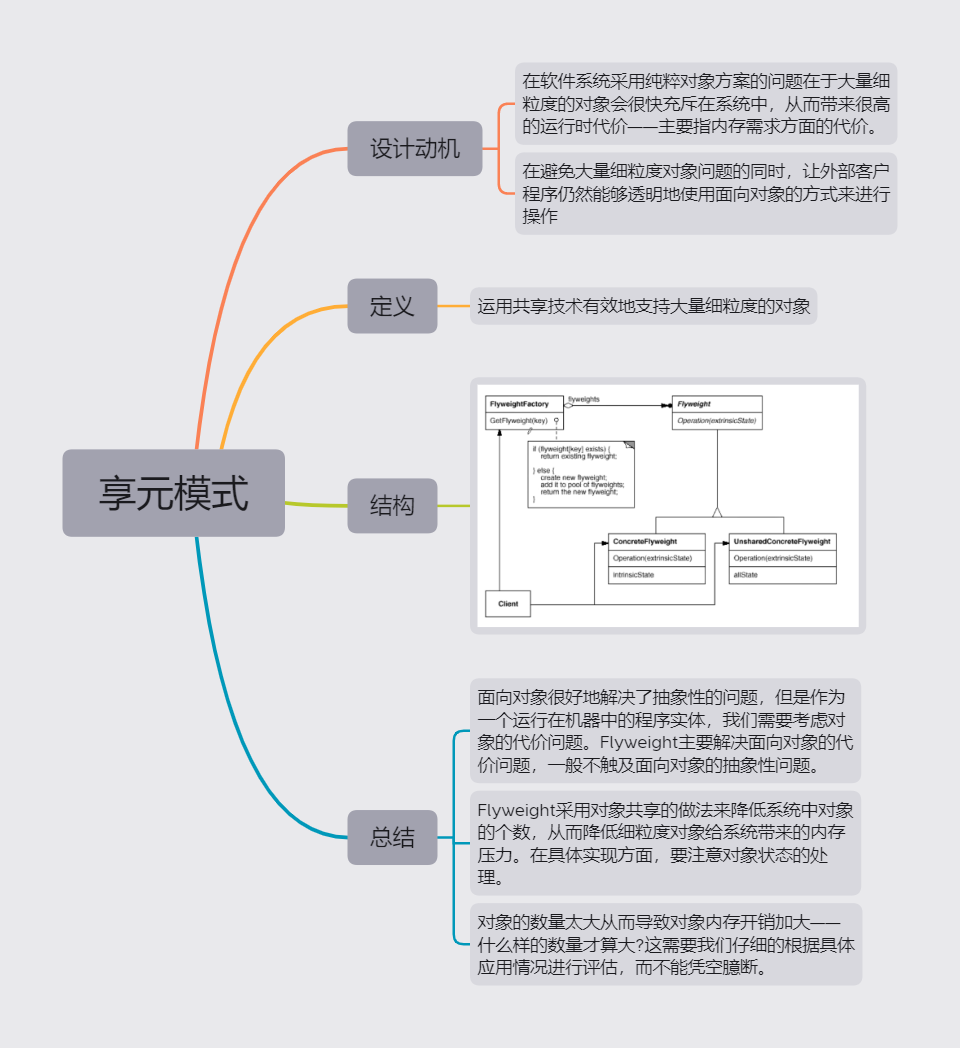 享元模式
设计动机
在软件系统采用纯粹对象方案的问题在于大量细
粒度的对象会很快充斥在系统中，从而带来很高
的运行时代价——主要指内存需求方面的代价。
在避免大量细粒度对象问题的同时，让外部客户
程序仍然能够透明地使用面向对象的方式来进行
操作
定义
运用共享技术有效地支持大量细粒度的对象
结构
FlyweightFactory
GetFlyweight(key)
flyweights
Flyweight
Operation(extrinsicState)
if (flyweight[key] exists) {
return existing flyweight;
} else {
create new flyweight;
add it to pool of flyweights;
return the new flyweight;
}
ConcreteFlyweight
Operation(extrinsicState)
intrinsicState
UnsharedConcreteFlyweight
Operation(extrinsicState)
allState
Client
总结
面向对象很好地解决了抽象性的问题，但是作为
一个运行在机器中的程序实体，我们需要考虑对
象的代价问题。Flyweight主要解决面向对象的代
价问题，一般不触及面向对象的抽象性问题。
Flyweight采用对象共享的做法来降低系统中对象
的个数，从而降低细粒度对象给系统带来的内存
压力。在具体实现方面，要注意对象状态的处
理。
对象的数量太大从而导致对象内存开销加大——
什么样的数量才算大?这需要我们仔细的根据具体
应用情况进行评估，而不能凭空臆断。